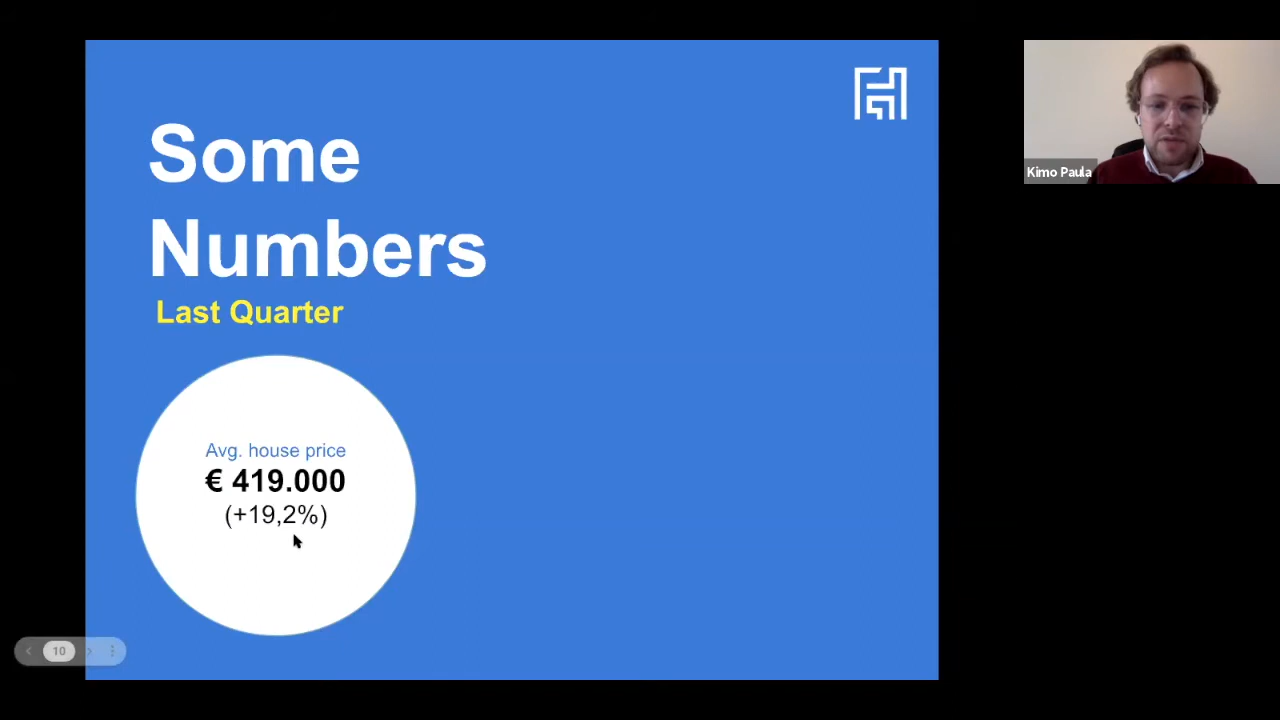 Some
Numbers
Last Quarter
Avg. house price
€ 419.000
(+19,2%)
10
Kimo Paula